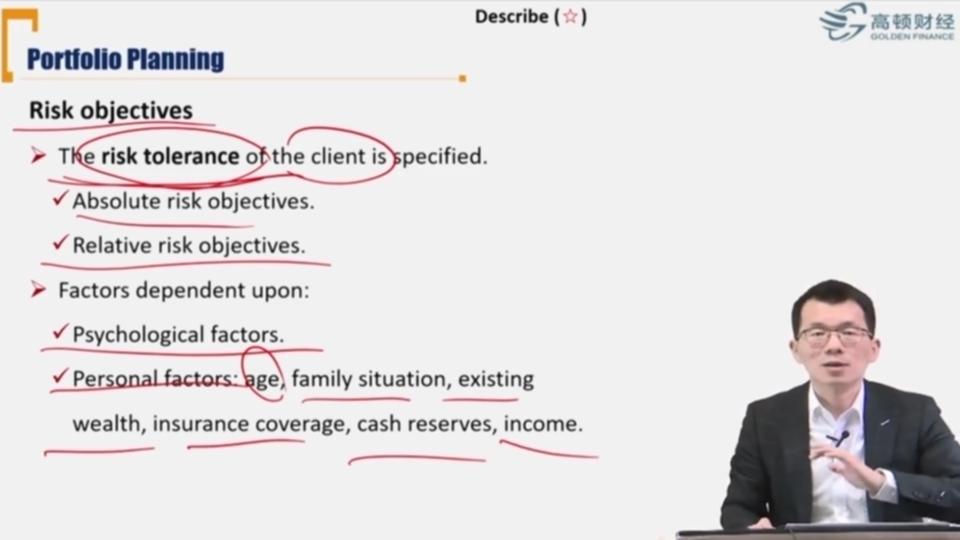 Describe (☆)
高顿财经
GOLDEN FINANCE
Portfolio Planning
Risk objectives
➤ The risk tolerance of the client is specified.
✓Absolute risk objectives.
✓Relative risk objectives.
➤ Factors dependent upon:
✓Psychological factors.
✓Personal factors: age, family situation, existing
wealth, insurance coverage, cash reserves, income.